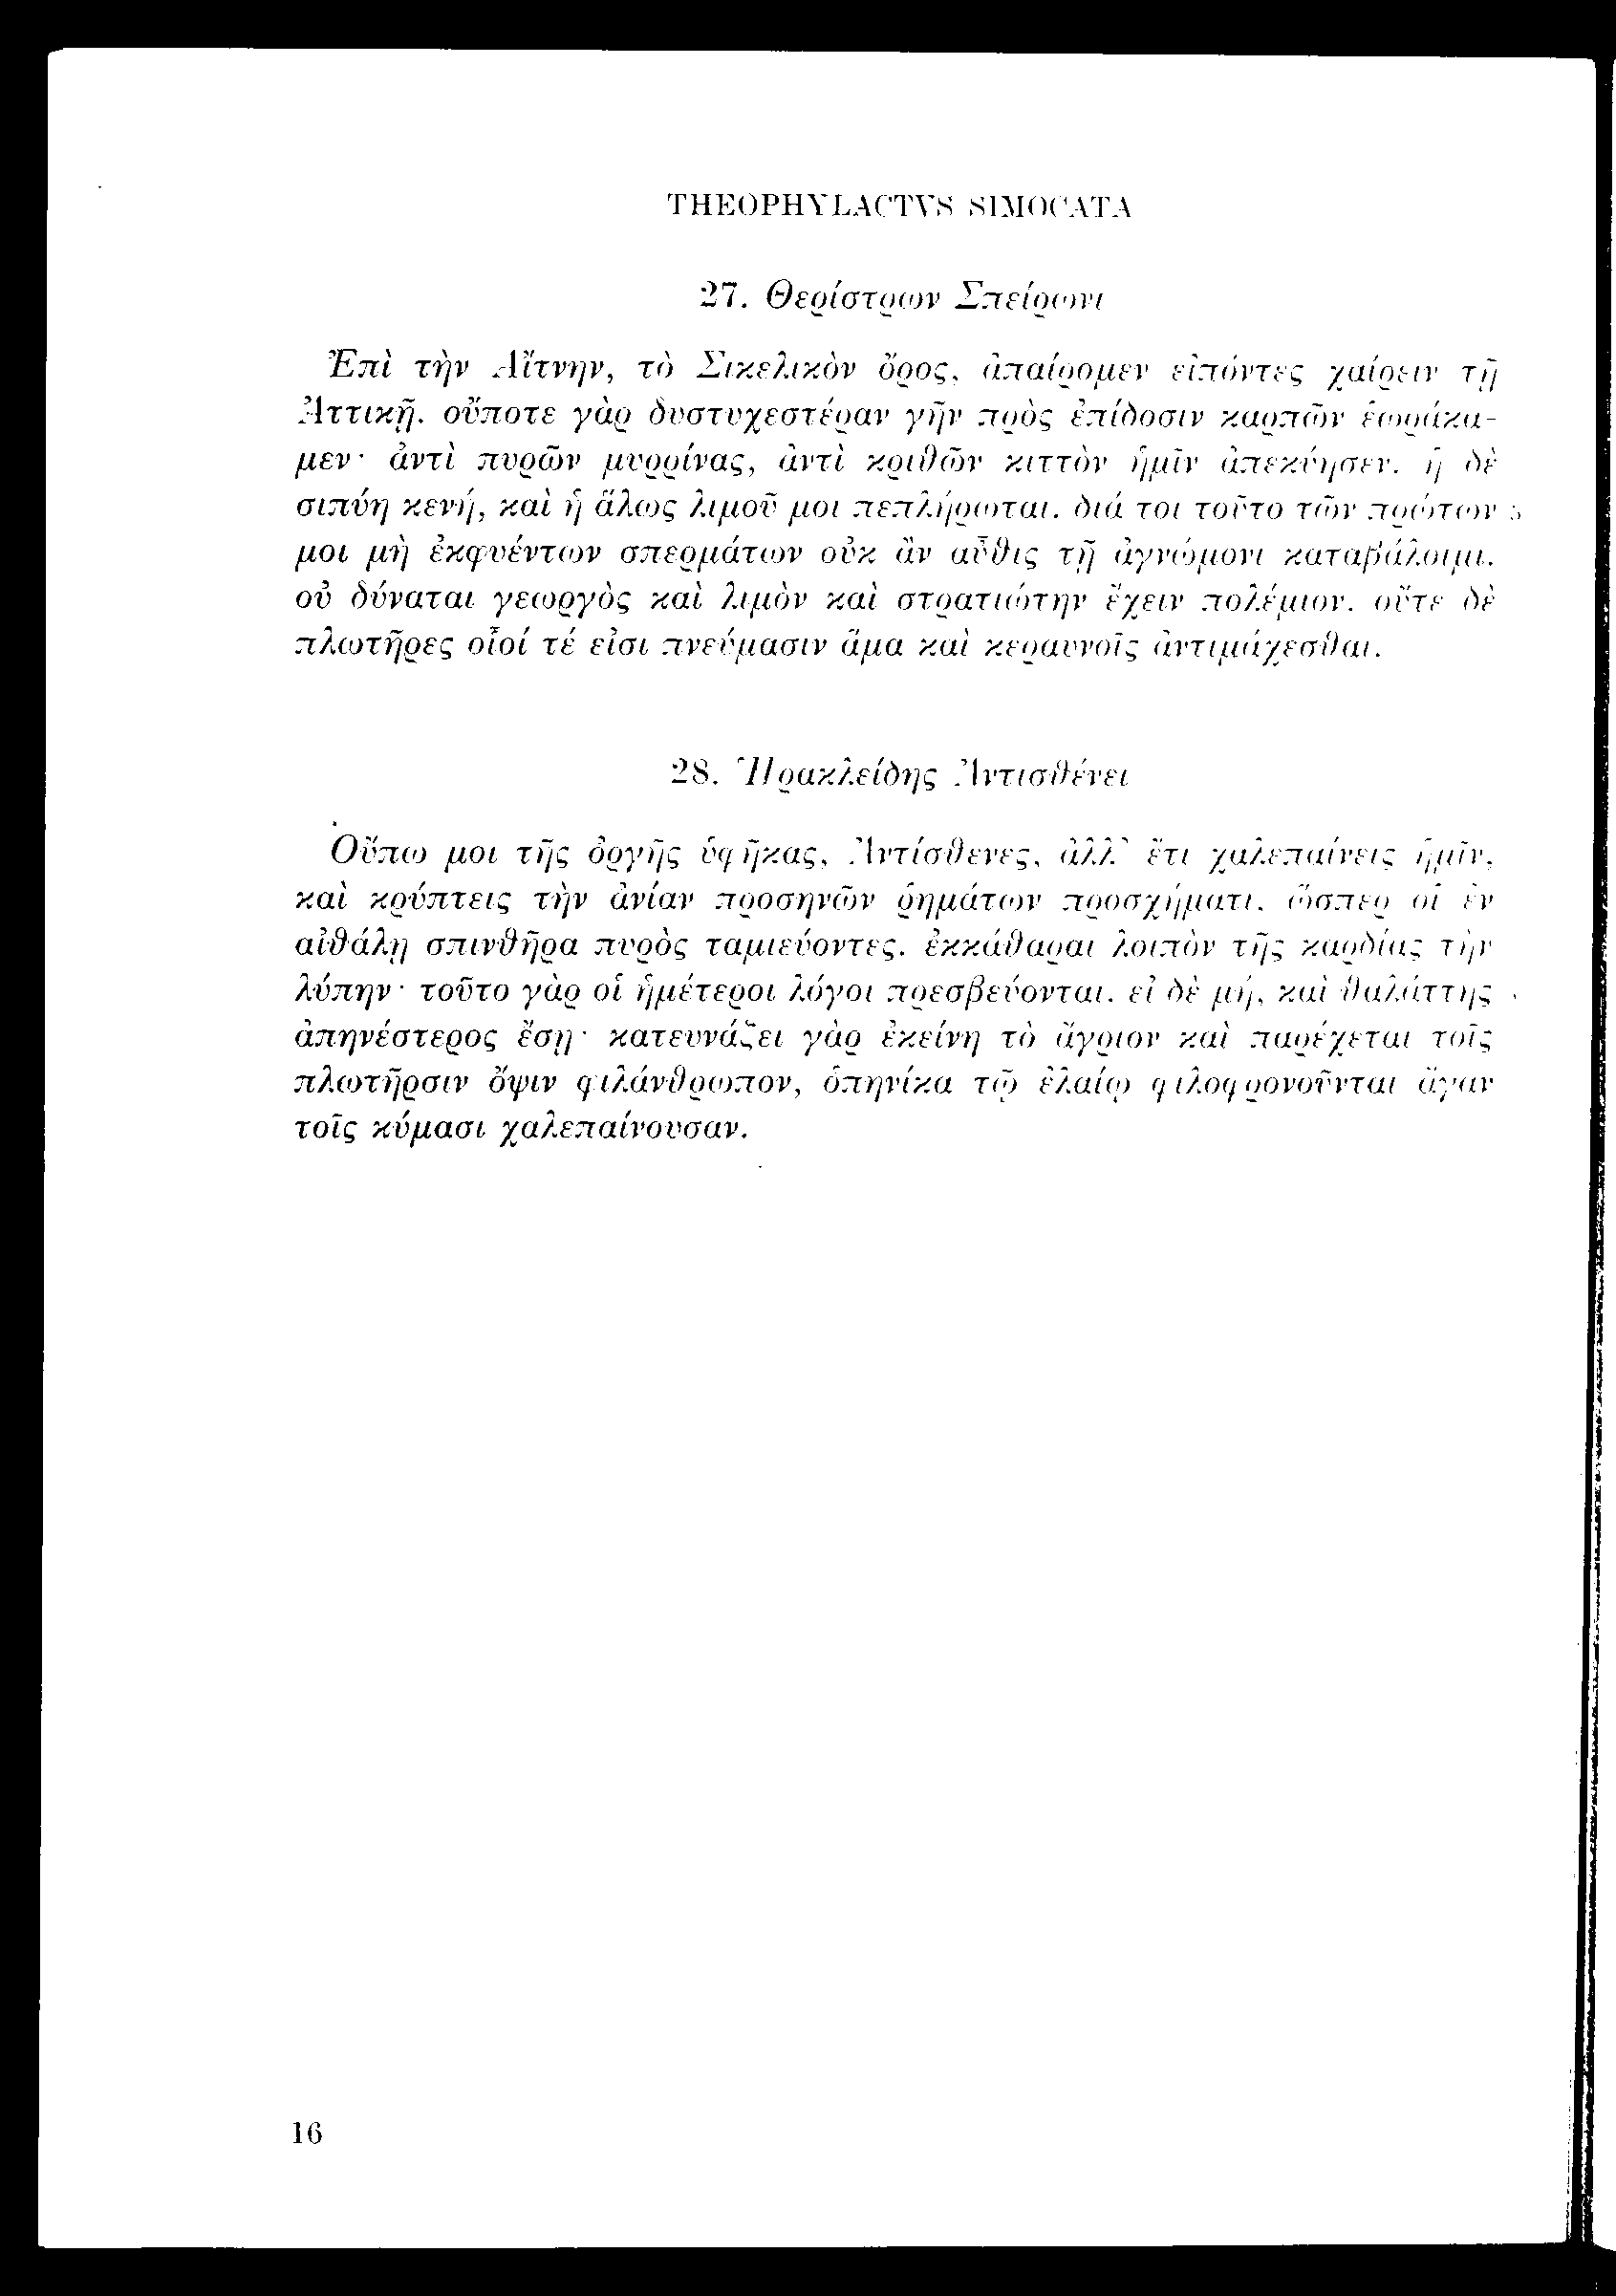 THEOPHYLACTVS SIMOCATA
27. Θερίστρων Σπείρωνι
Ἐπὶ τὴν Αἴτνην, τὸ Σικελικὸν ὄρος, ἀπαίρομεν εἰπόντες χαίρειν τῇ
Ἀττικῇ. οὔποτε γὰρ δυστυχεστέραν γῆν πρὸς ἐπίδοσιν καρπῶν ἑωράκα-
μεν· ἀντὶ πυρῶν μυρρίνας, ἀντὶ κριθῶν κιττὸν ἡμῖν ἀπεκύησεν. ἡ δὲ
σιπύη κενή, καὶ ἡ ἅλως λιμοῦ μοι πεπλήρωται. διά τοι τοῦτο τῶν πρώτων 5
μοι μὴ ἐκφυέντων σπερμάτων οὐκ ἂν αὖθις τῇ ἀγνώμονι καταβάλοιμι.
οὐ δύναται γεωργὸς καὶ λιμὸν καὶ στρατιώτην ἔχειν πολέμιον. οὔτε δὲ
πλωτῆρες οἷοί τέ εἰσι πνεύμασιν ἅμα καὶ κεραυνοῖς ἀντιμάχεσθαι.
28. Ἡρακλείδης Ἀντισθένει
Οὔπω μοι τῆς ὀργῆς ὑφῆκας, Ἀντίσθενες, ἀλλ᾽ ἔτι χαλεπαίνεις ἡμῖν,
καὶ κρύπτεις τὴν ἀνίαν προσηνῶν ῥημάτων προσχήματι, ὥσπερ οἱ ἐν
αἰθάλῃ σπινθῆρα πυρὸς ταμιεύοντες. ἐκκάθαραι λοιπὸν τῆς καρδίας τὴν
λύπην· τοῦτο γὰρ οἱ ἡμέτεροι λόγοι πρεσβεύονται. εἰ δὲ μή, καὶ θαλάττης
ἀπηνέστερος ἔσῃ· κατευνάζει γὰρ ἐκείνη τὸ ἄγριον καὶ παρέχεται τοῖς
πλωτῆρσιν ὄψιν φιλάνθρωπον, ὁπηνίκα τῷ ἐλαίῳ φιλοφρονοῦνται ἄγαν
τοῖς κύμασι χαλεπαίνουσαν.
16